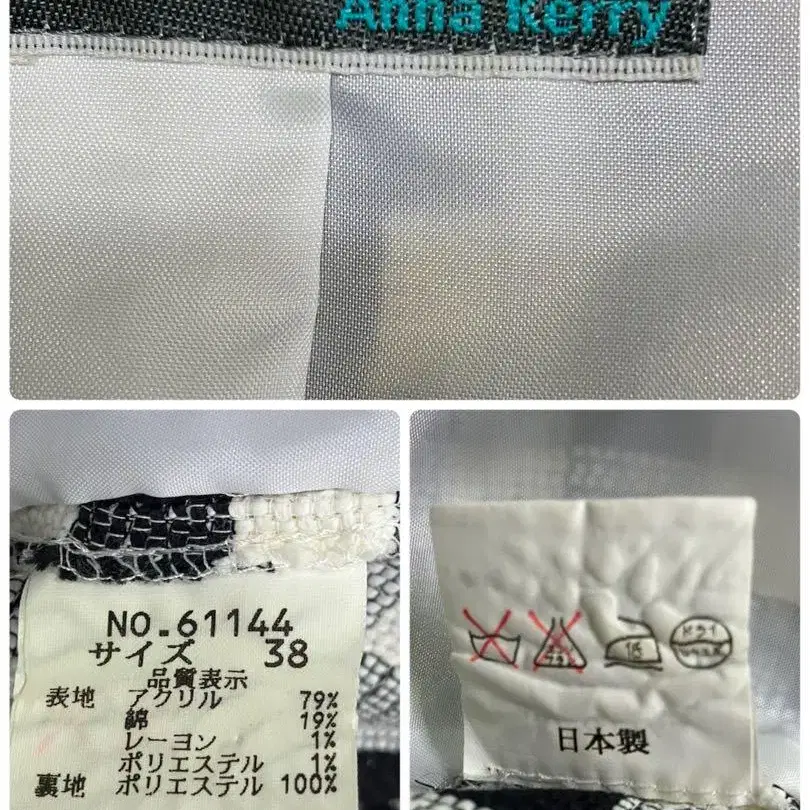 Anna Kerry
NO.61144
サイズ 38
品質表示
表地 アクリル 79%
綿 19%
レーヨン 1%
ポリエステル 1%
裏地 ポリエステル 100%
日本製